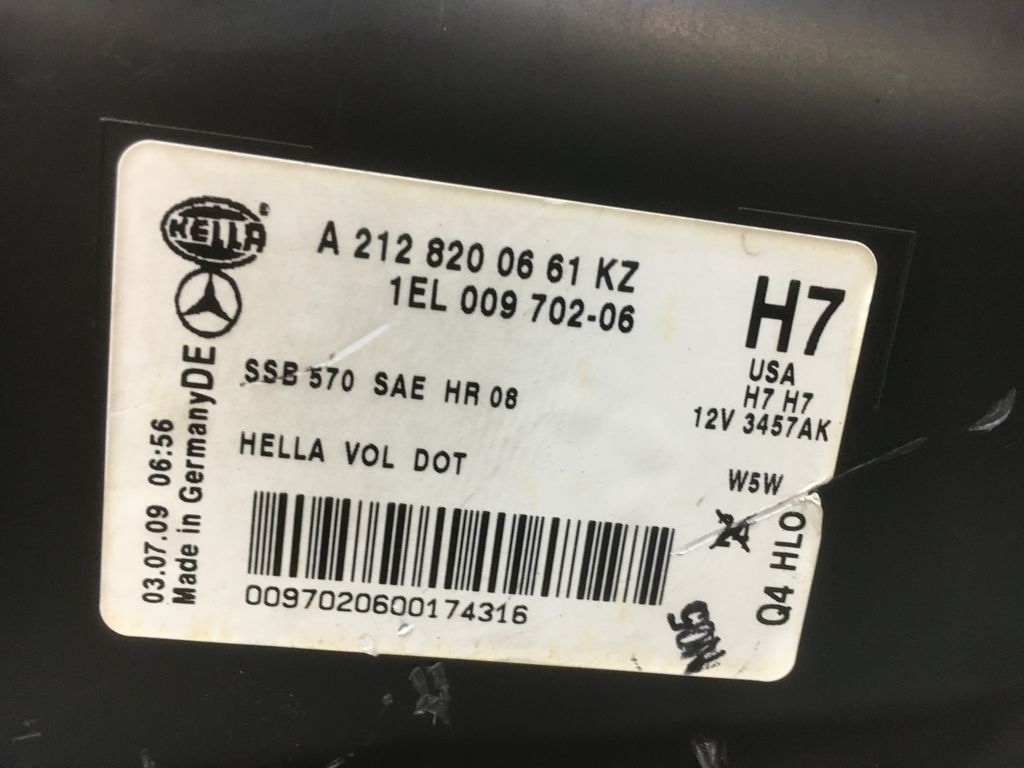 HELLA
A 212 820 06 61 KZ
1EL 009 702-06
SSB 570 SAE HR 08
HELLA VOL DOT
0097020600174316
H7
USA
H7 H7
12V 3457AK
W5W
Q4 HLO
03.07.09 06:56
Made in GermanyDE